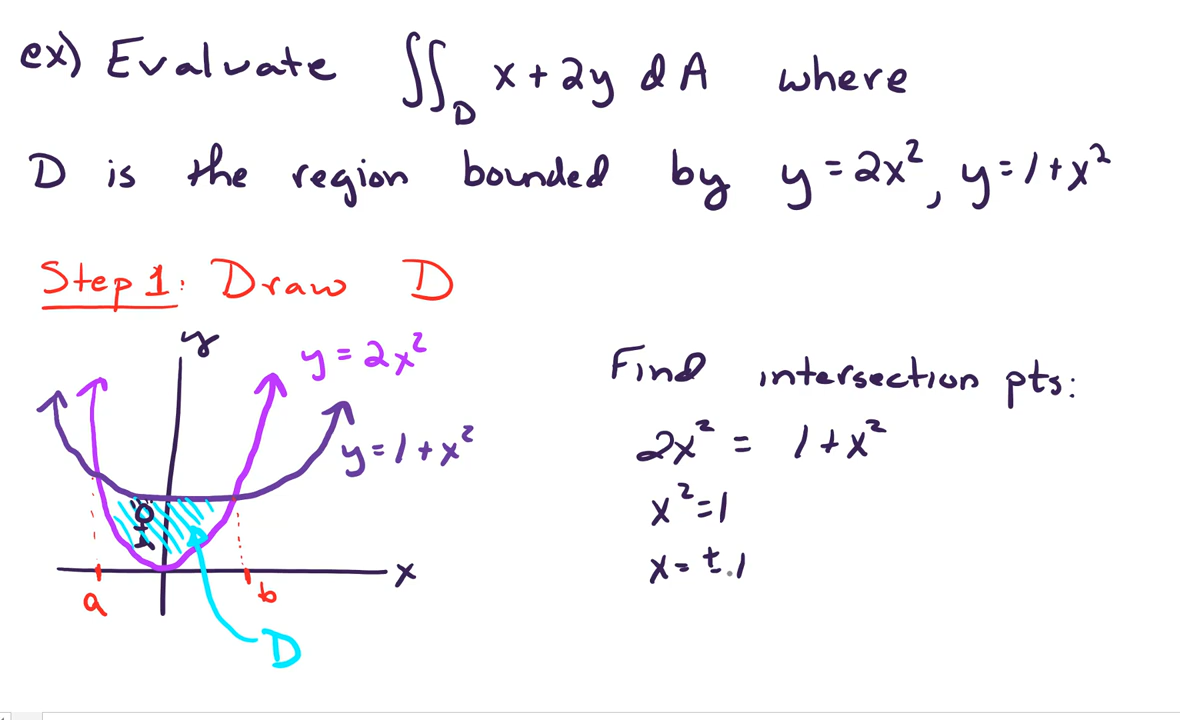 ex) Evaluate ∬_D x + 2y dA where
D is the region bounded by y = 2x², y = 1 + x²
Step 1: Draw D
y
y = 2x²
y = 1 + x²
x
a
b
D
Find intersection pts:
2x² = 1 + x²
x² = 1
x = ±1